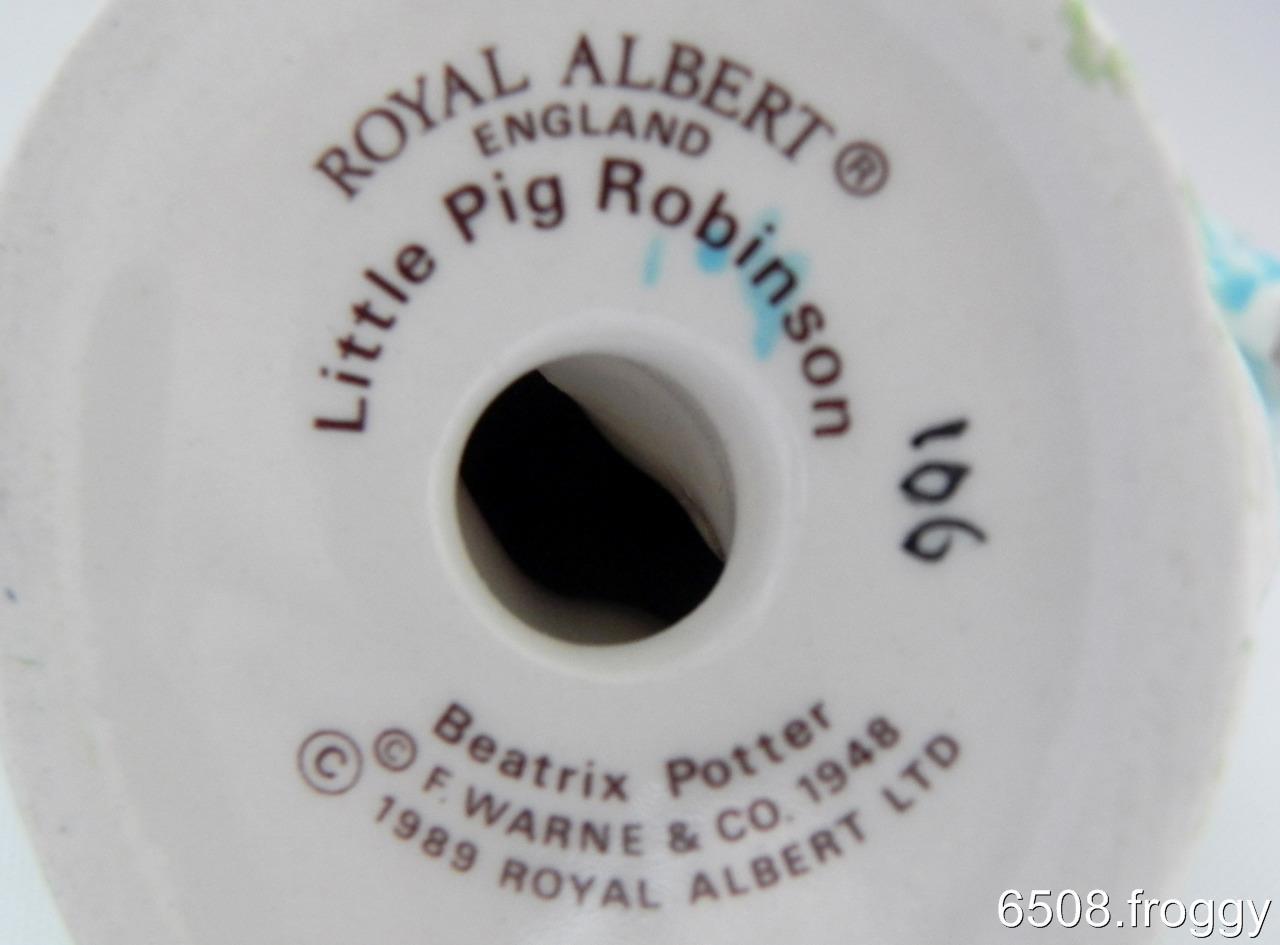 ROYAL ALBERT ®
ENGLAND
Little Pig Robinson
106
Beatrix Potter
© F. WARNE & CO. 1948
© 1989 ROYAL ALBERT LTD
6508.froggy